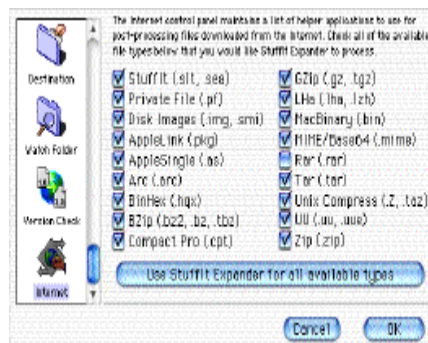 The Internet control panel maintains a list of helper applications to use for
post-processing files downloaded from the Internet. Check all of the available
file types below that you would like StuffIt Expander to process.
Destination
Watch Folder
Version Check
Internet
StuffIt (.sit, .sea)
Private File (.pf)
Disk Images (.img, .smi)
AppleLink (.pkg)
AppleSingle (.as)
Arc (.arc)
BinHex (.hqx)
BZip (.bz2, .bz, .tbz)
Compact Pro (.cpt)
GZip (.gz, .tgz)
LHa (.lha, .lzh)
MacBinary (.bin)
MIME/Base64 (.mime)
Rar (.rar)
Tar (.tar)
Unix Compress (.Z, .taz)
UU (.uu, .uue)
Zip (.zip)
Use StuffIt Expander for all available types
Cancel
OK